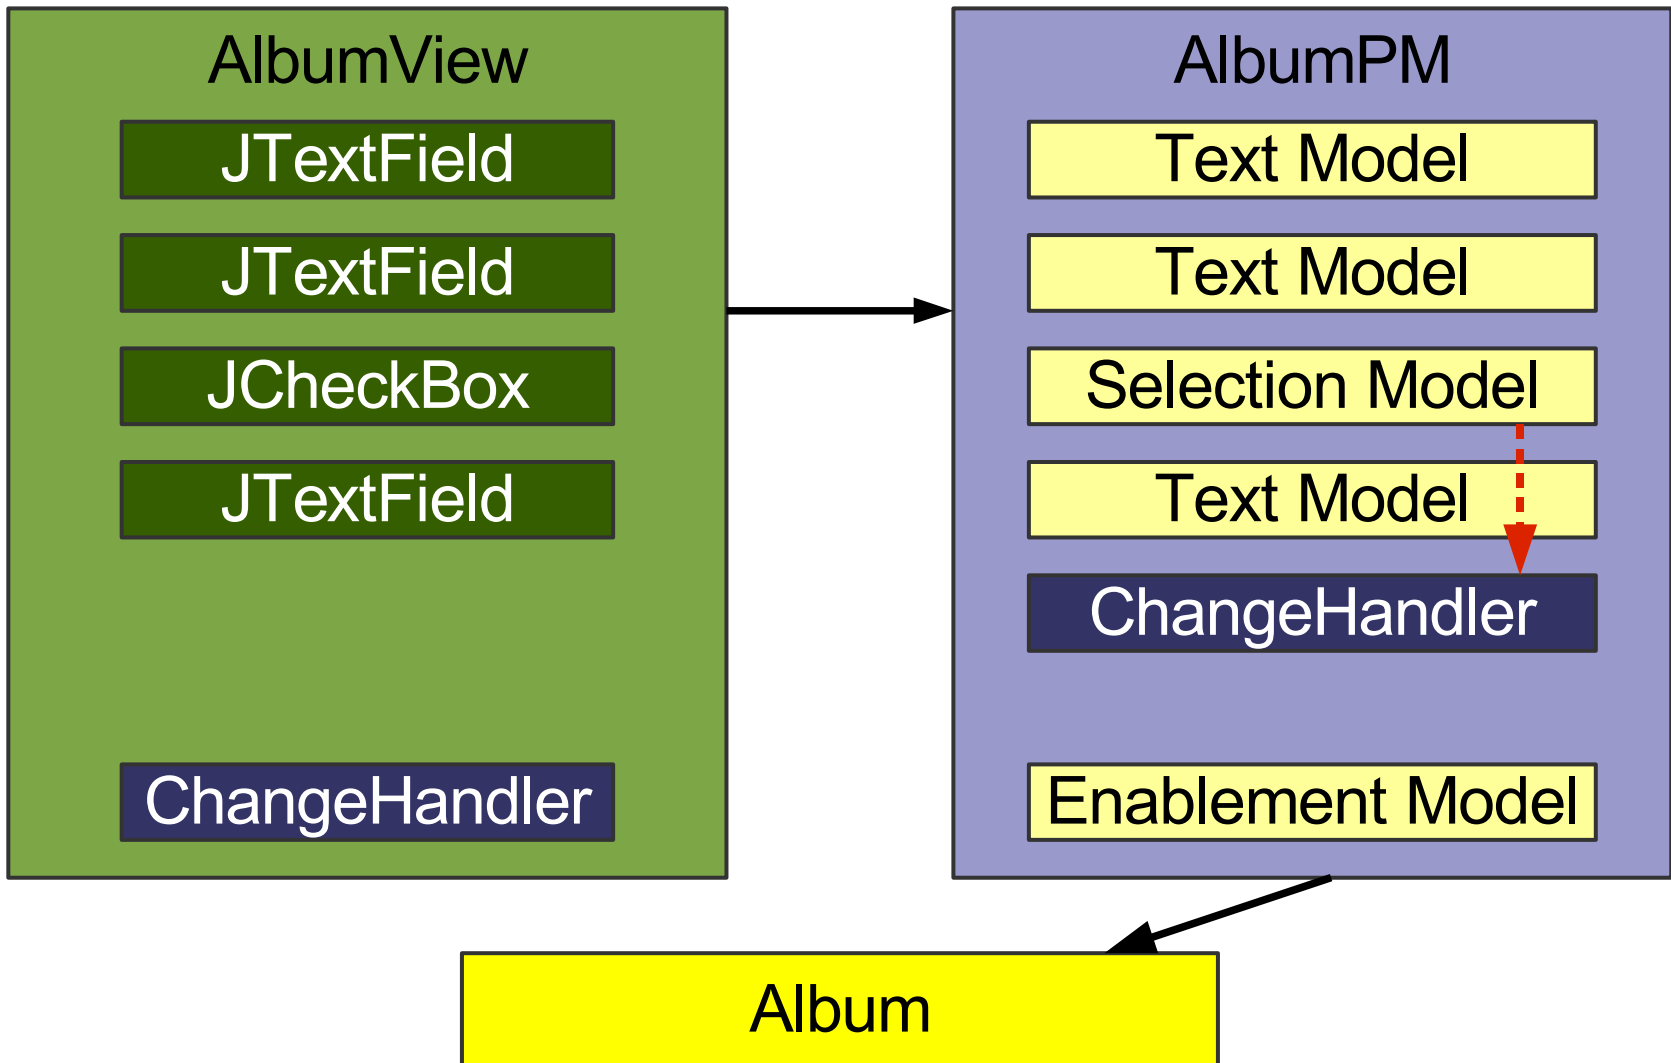 AlbumView
JTextField
JTextField
JCheckBox
JTextField
ChangeHandler
AlbumPM
Text Model
Text Model
Selection Model
Text Model
ChangeHandler
Enablement Model
Album